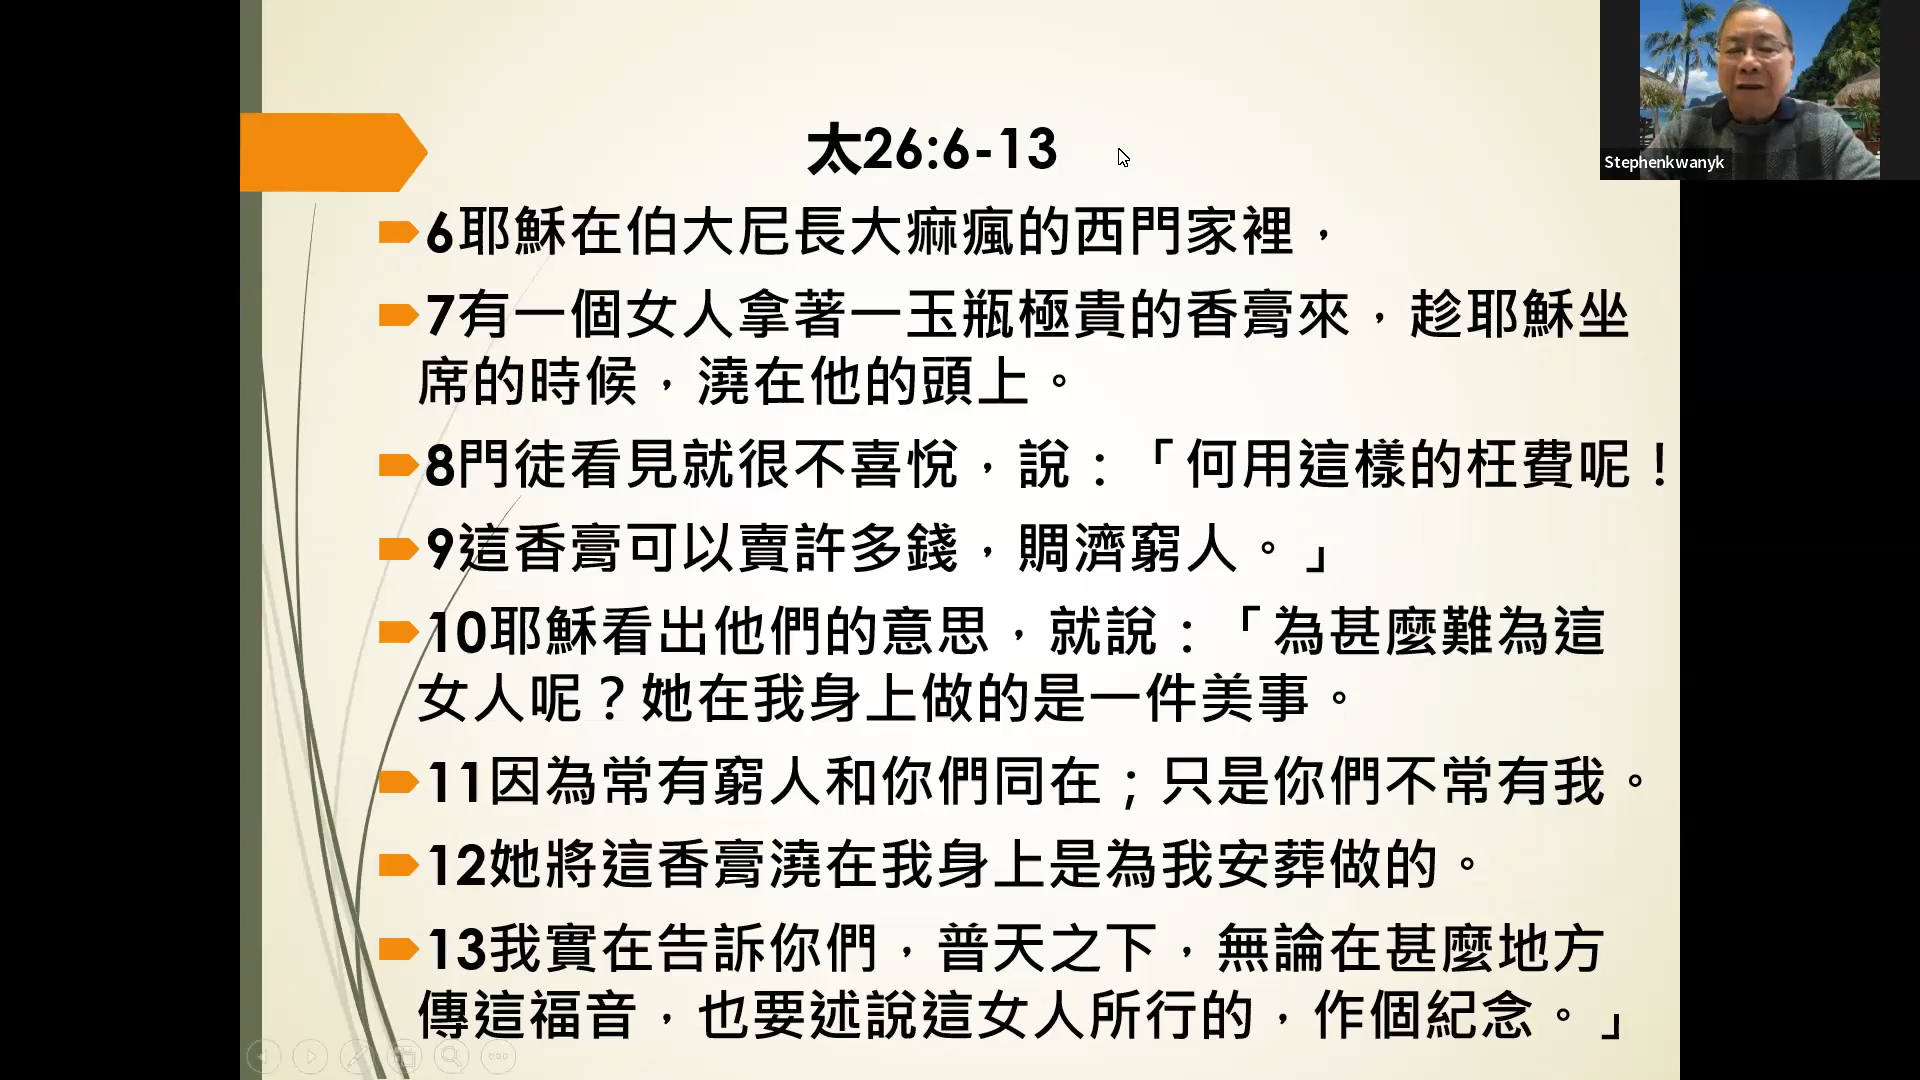 太26:6-13
6耶穌在伯大尼長大痲瘋的西門家裡，
7有一個女人拿著一玉瓶極貴的香膏來，趁耶穌坐
席的時候，澆在他的頭上。
8門徒看見就很不喜悅，說：「何用這樣的枉費呢！
9這香膏可以賣許多錢，賙濟窮人。」
10耶穌看出他們的意思，就說：「為甚麼難為這
女人呢？她在我身上做的是一件美事。
11因為常有窮人和你們同在；只是你們不常有我。
12她將這香膏澆在我身上是為我安葬做的。
13我實在告訴你們，普天之下，無論在甚麼地方
傳這福音，也要述說這女人所行的，作個紀念。」
Stephenkwanyk